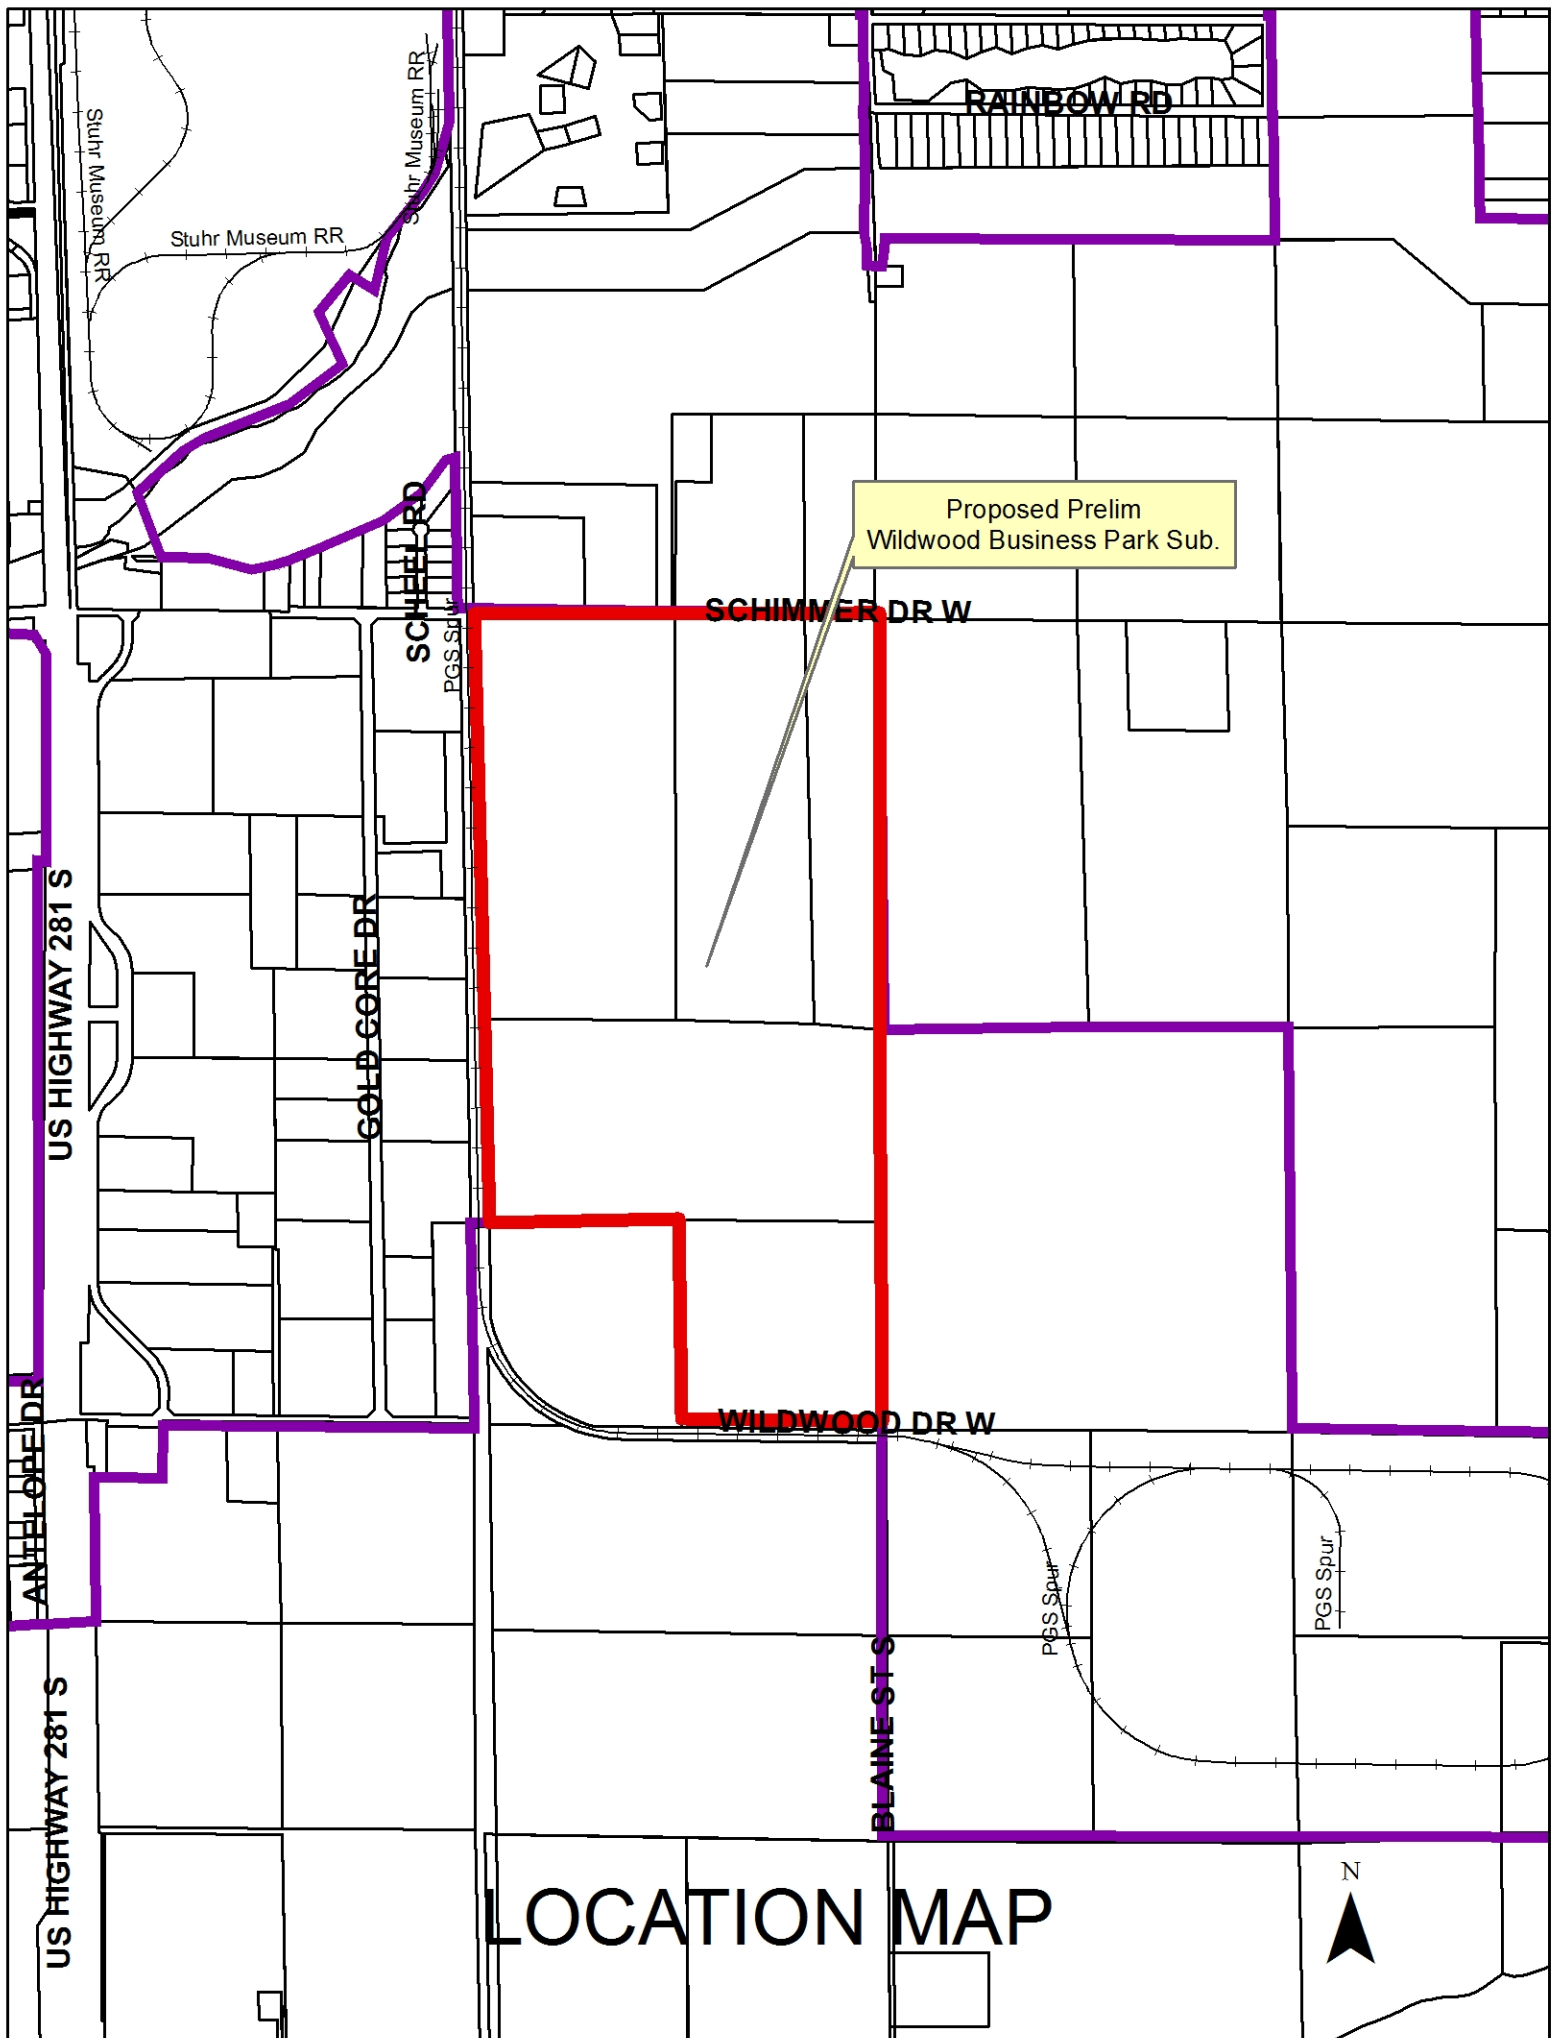 RAINBOW RD
Stuhr Museum RR
Stuhr Museum RR
Stuhr Museum RR
Proposed Prelim
Wildwood Business Park Sub.
SCHEEL RD
SCHIMMER DR W
PGS Spur
US HIGHWAY 281 S
GOLD CORE DR
ANTELOPE DR
WILDWOOD DR W
PGS Spur
PGS Spur
BLAINE ST S
US HIGHWAY 281 S
LOCATION MAP
N